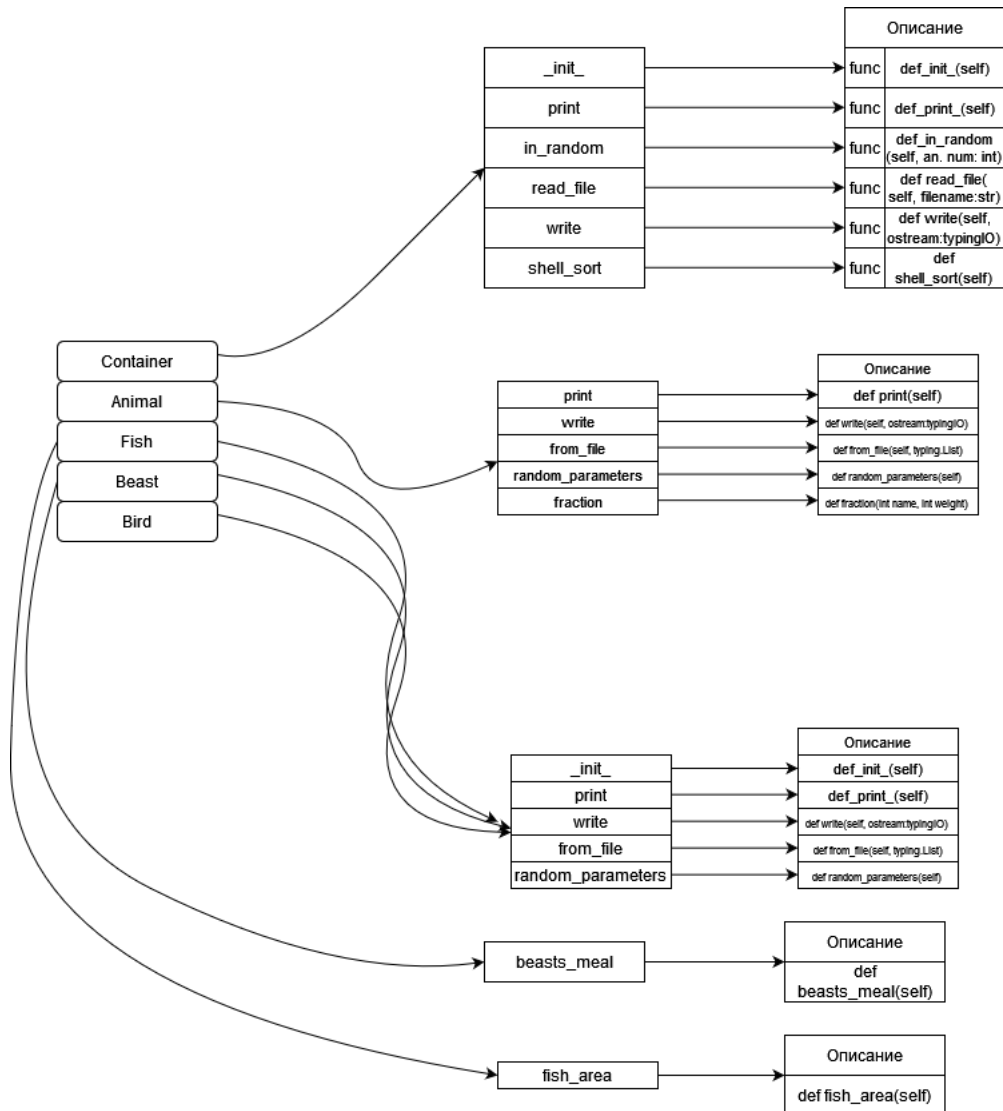 Описание
_init_
func
def_init_(self)
print
func
def_print_(self)
in_random
func
def_in_random
(self, an. num: int)
read_file
func
def read_file(
self, filename:str)
write
func
def write(self,
ostream:typingIO)
shell_sort
func
def
shell_sort(self)
Container
Animal
Fish
Beast
Bird
Описание
print
def print(self)
write
def write(self, ostream:typingIO)
from_file
def from_file(self, typing.List)
random_parameters
def random_parameters(self)
fraction
def fraction(int name, int weight)
Описание
_init_
def_init_(self)
print
def_print_(self)
write
def write(self, ostream:typingIO)
from_file
def from_file(self, typing.List)
random_parameters
def random_parameters(self)
beasts_meal
Описание
def
beasts_meal(self)
fish_area
Описание
def fish_area(self)